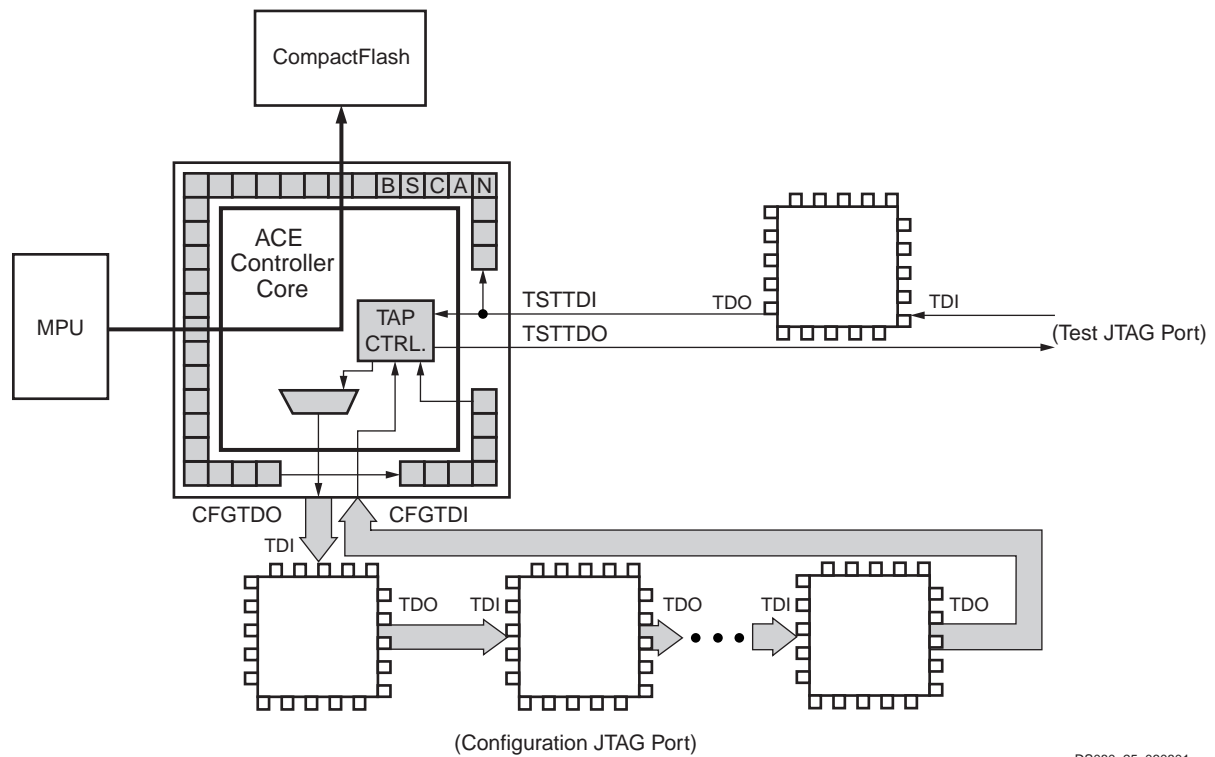 CompactFlash
B S C A N
ACE
Controller
Core
MPU
TAP
CTRL.
TSTTDI
TSTTDO
TDO
TDI
(Test JTAG Port)
CFGTDO
CFGTDI
TDI
TDO
TDI
TDO
TDI
TDO
(Configuration JTAG Port)